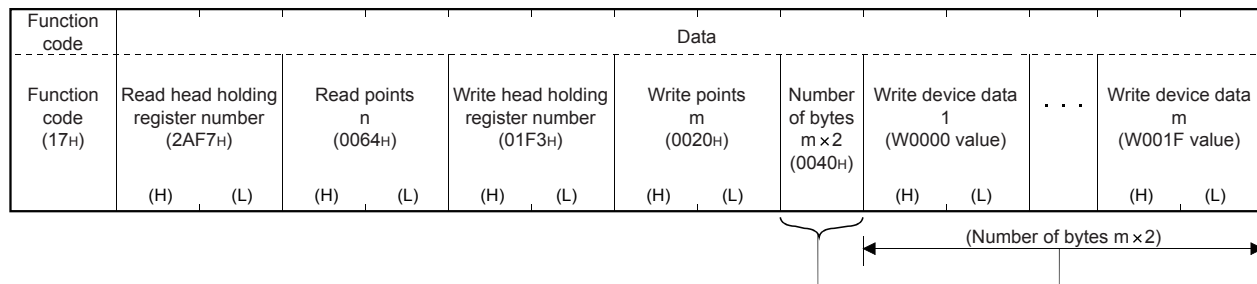 Function
code
Data
Function
code
(17H)
Read head holding
register number
(2AF7H)
(H) (L)
Read points
n
(0064H)
(H) (L)
Write head holding
register number
(01F3H)
(H) (L)
Write points
m
(0020H)
(H) (L)
Number
of bytes
m×2
(0040H)
Write device data
1
(W0000 value)
(H) (L)
· · ·
Write device data
m
(W001F value)
(H) (L)
(Number of bytes m×2)